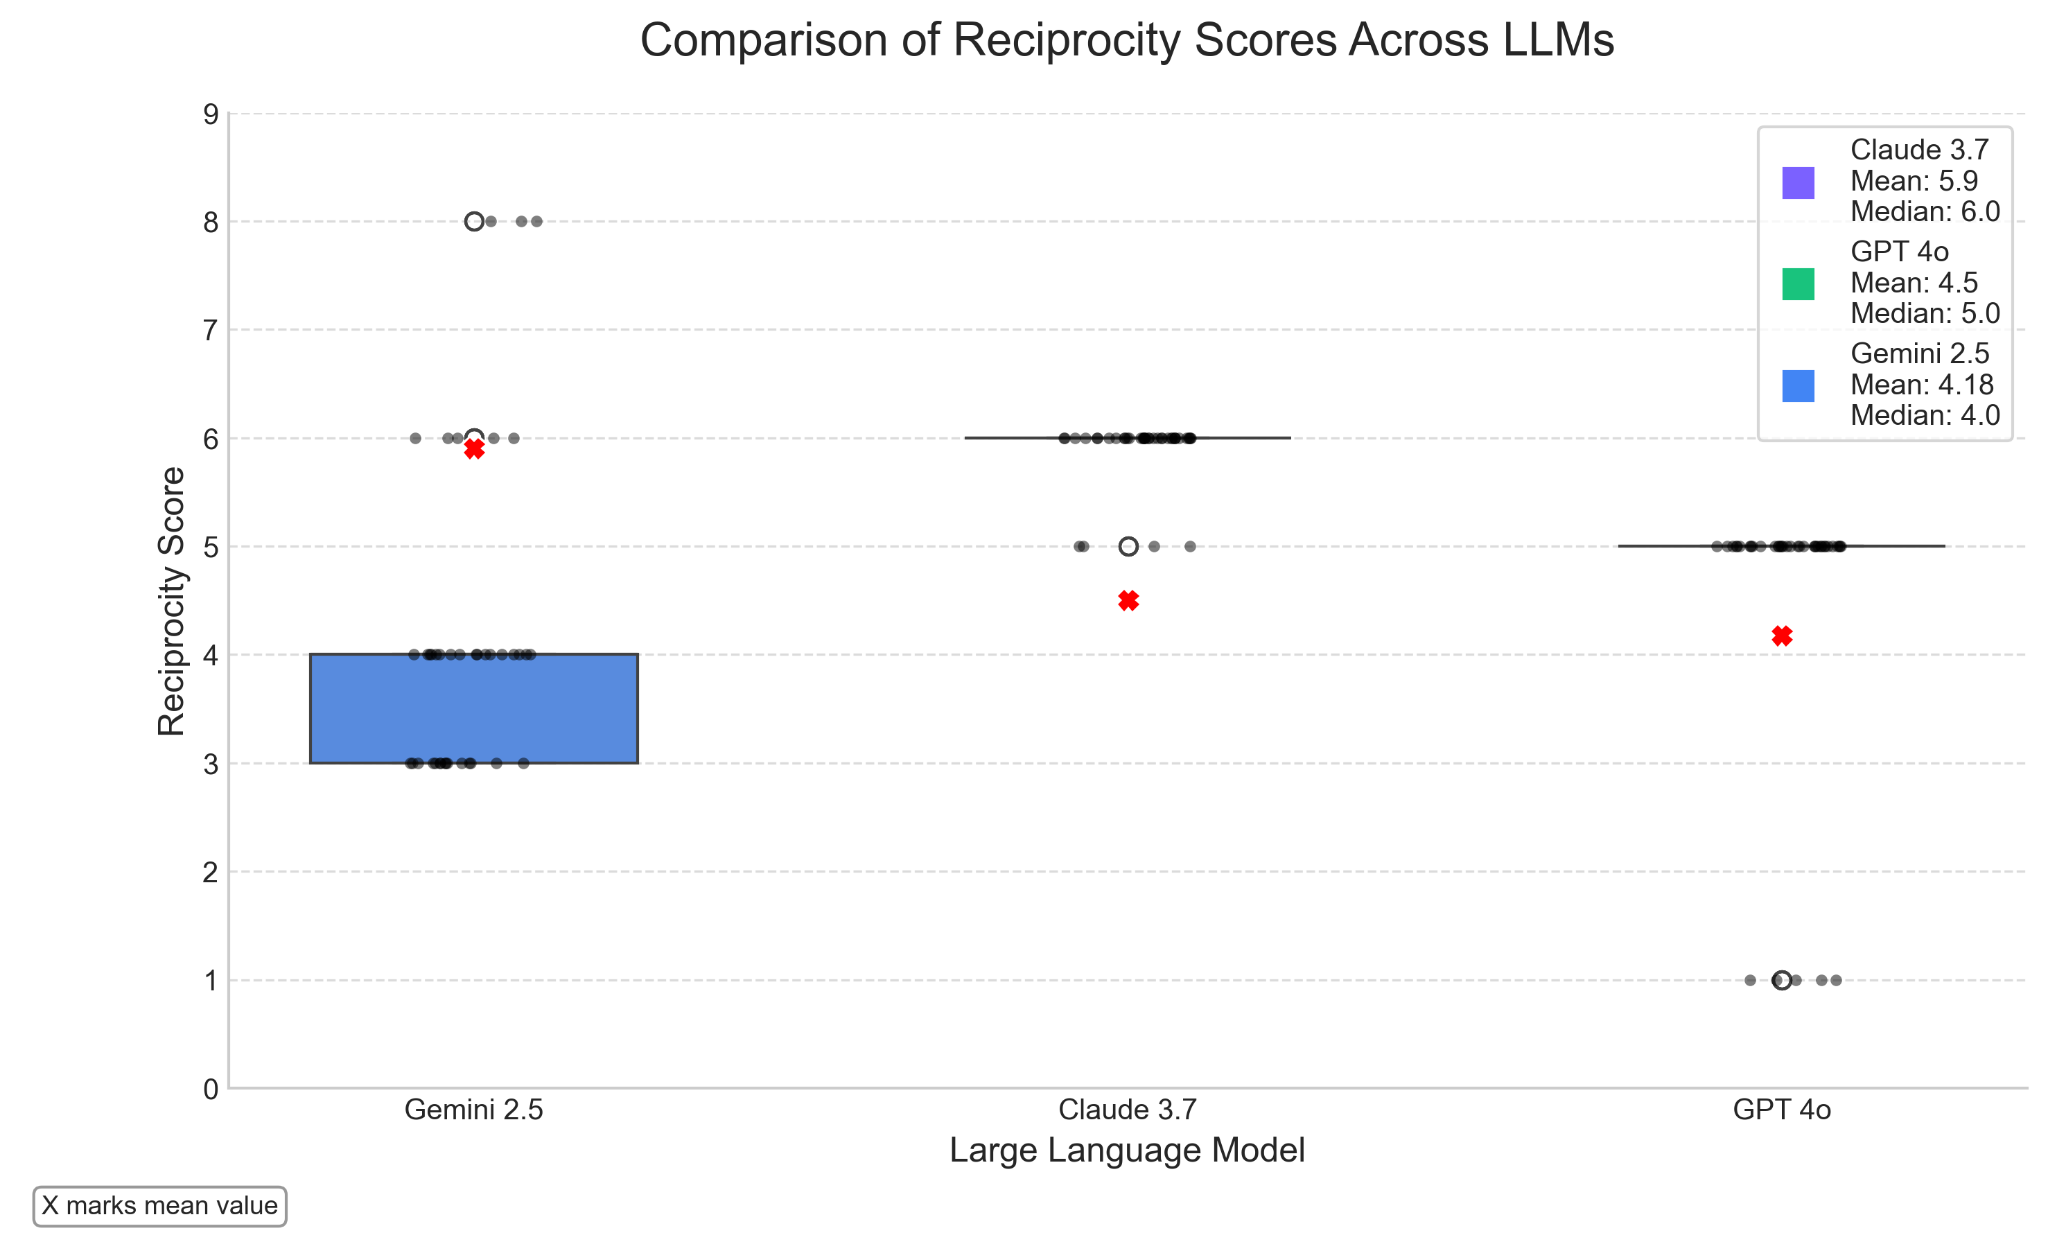 Comparison of Reciprocity Scores Across LLMs
9
8
7
6
5
4
3
2
1
0
Reciprocity Score
Claude 3.7
Mean: 5.9
Median: 6.0
GPT 4o
Mean: 4.5
Median: 5.0
Gemini 2.5
Mean: 4.18
Median: 4.0
Gemini 2.5
Claude 3.7
GPT 4o
Large Language Model
X marks mean value